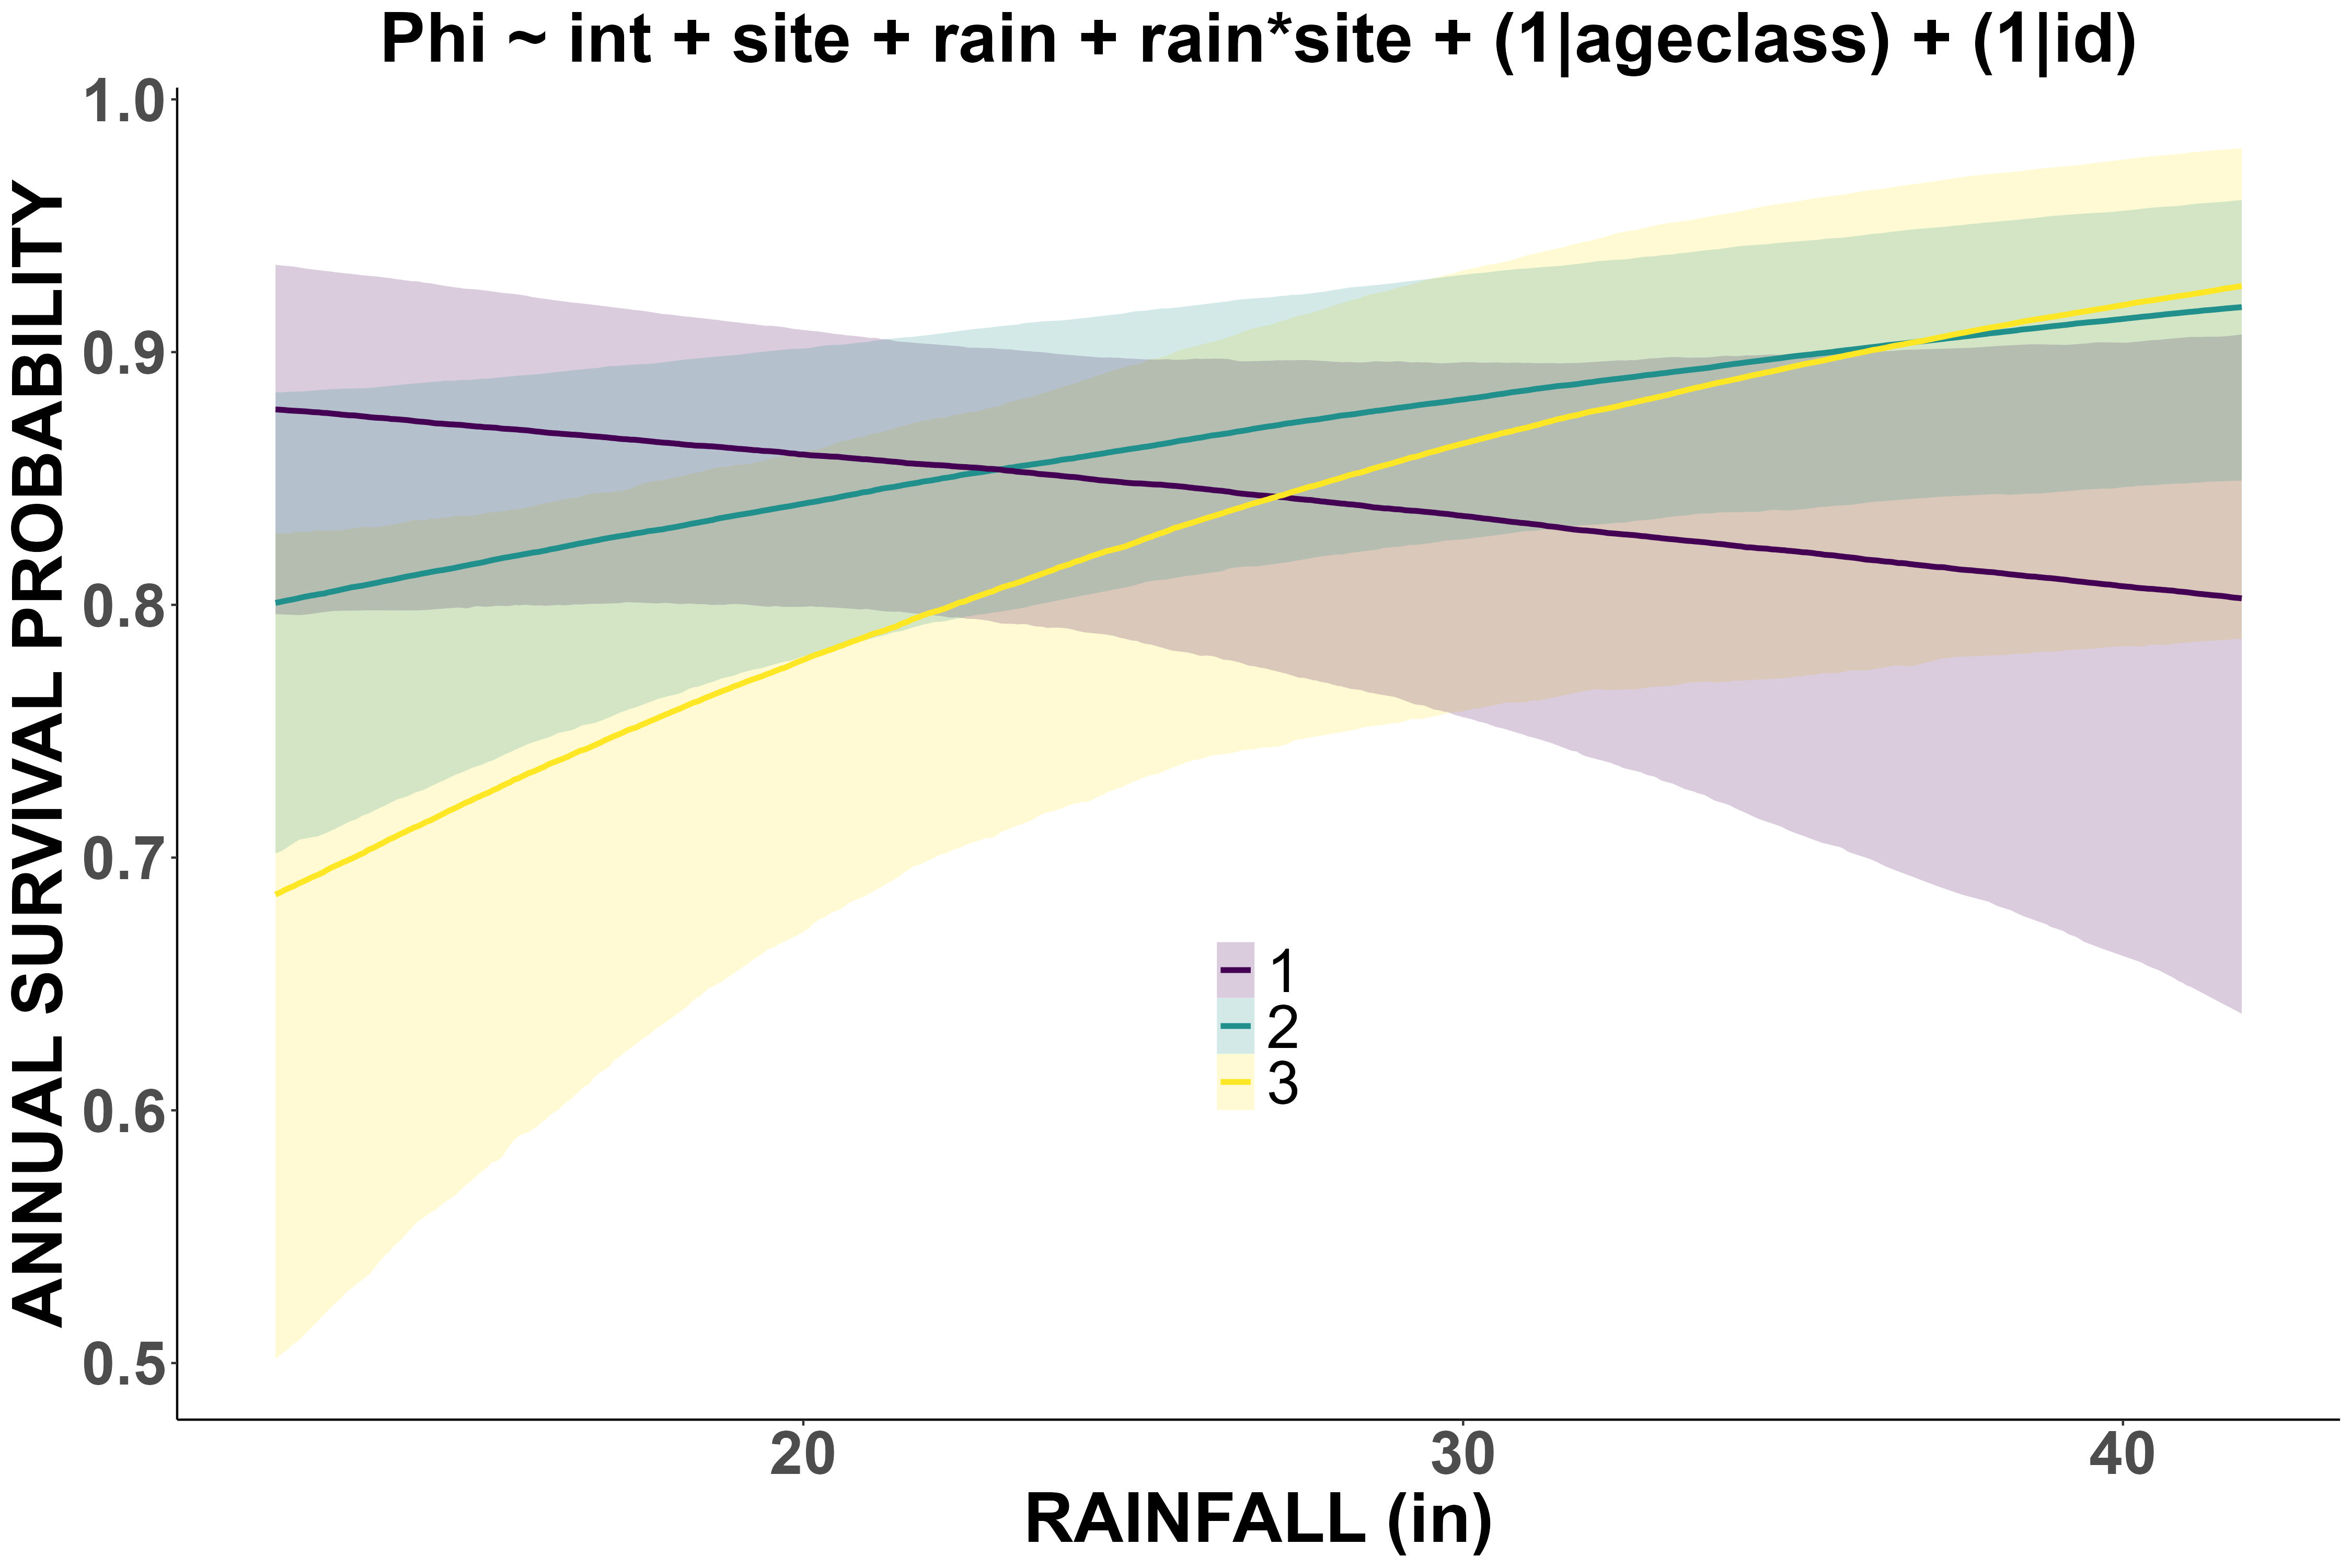 Phi ~ int + site + rain + rain*site + (1|ageclass) + (1|id)
ANNUAL SURVIVAL PROBABILITY
1.0
0.9
0.8
0.7
0.6
0.5
1
2
3
20 30 40
RAINFALL (in)